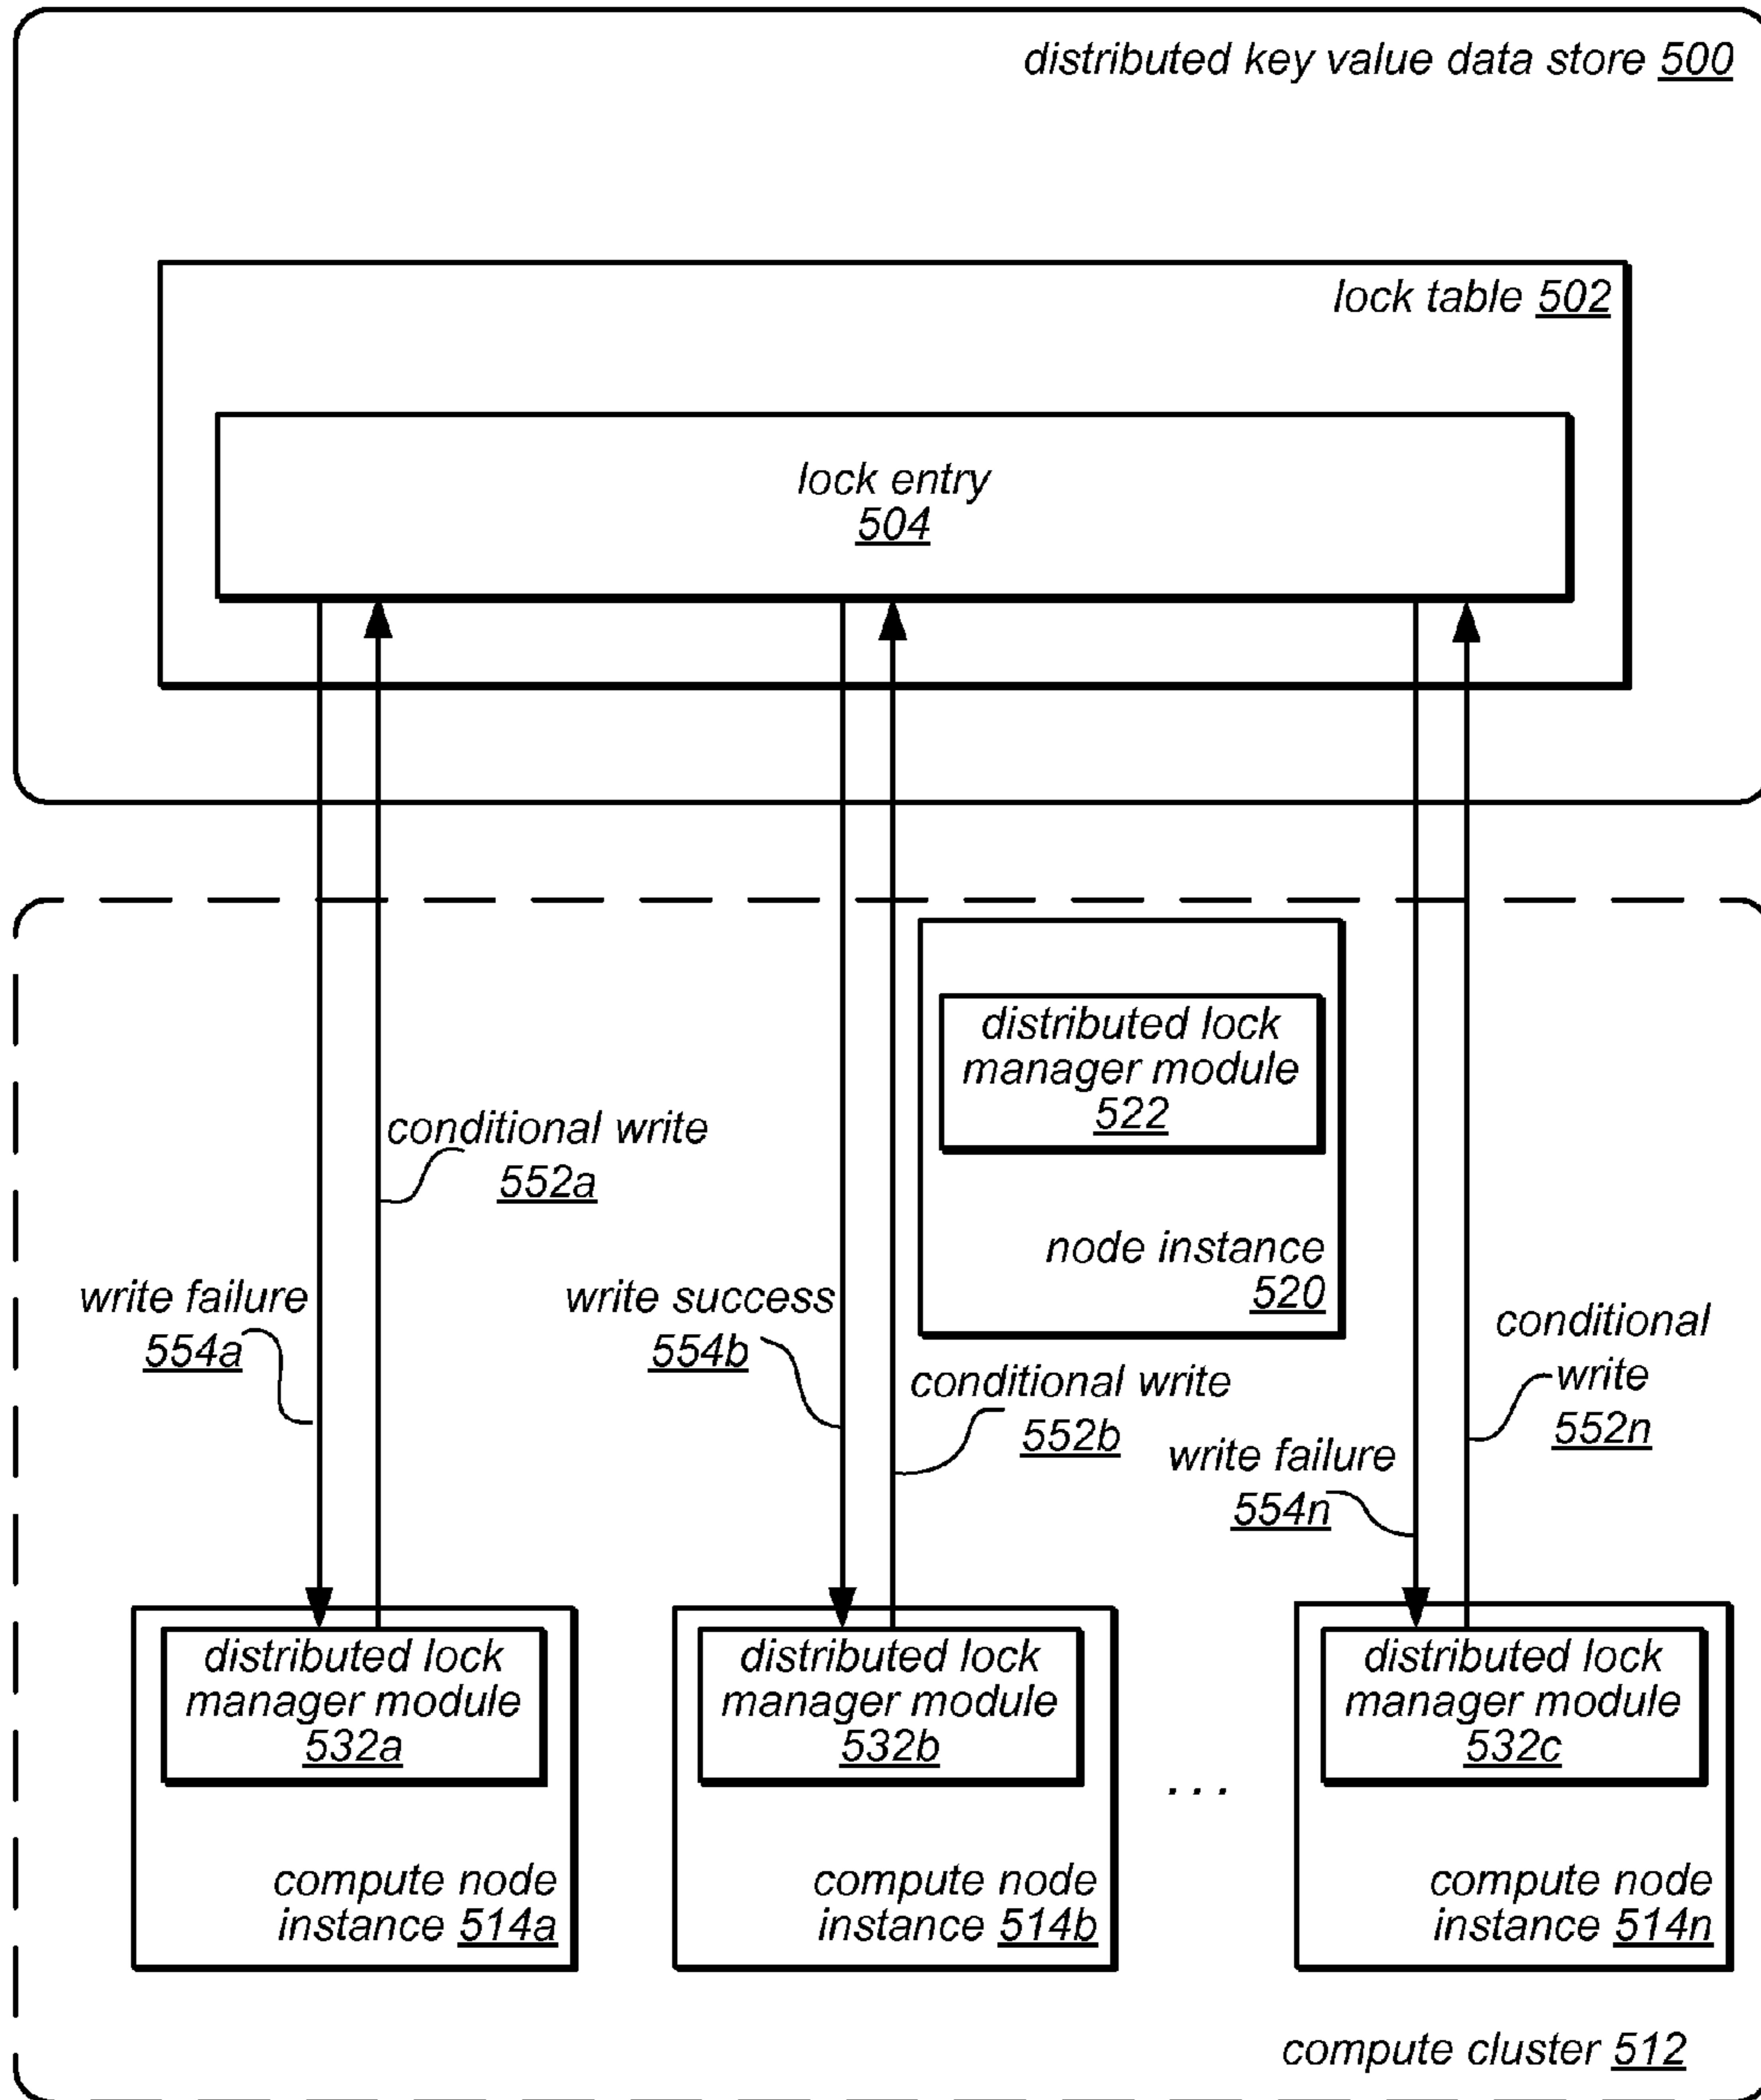 distributed key value data store 500
lock table 502
lock entry
504
distributed lock
manager module
522
node instance
520
conditional write
552a
write failure
554a
write success
554b
conditional write
552b
conditional
write
552n
write failure
554n
distributed lock
manager module
532a
compute node
instance 514a
distributed lock
manager module
532b
compute node
instance 514b
...
distributed lock
manager module
532c
compute node
instance 514n
compute cluster 512